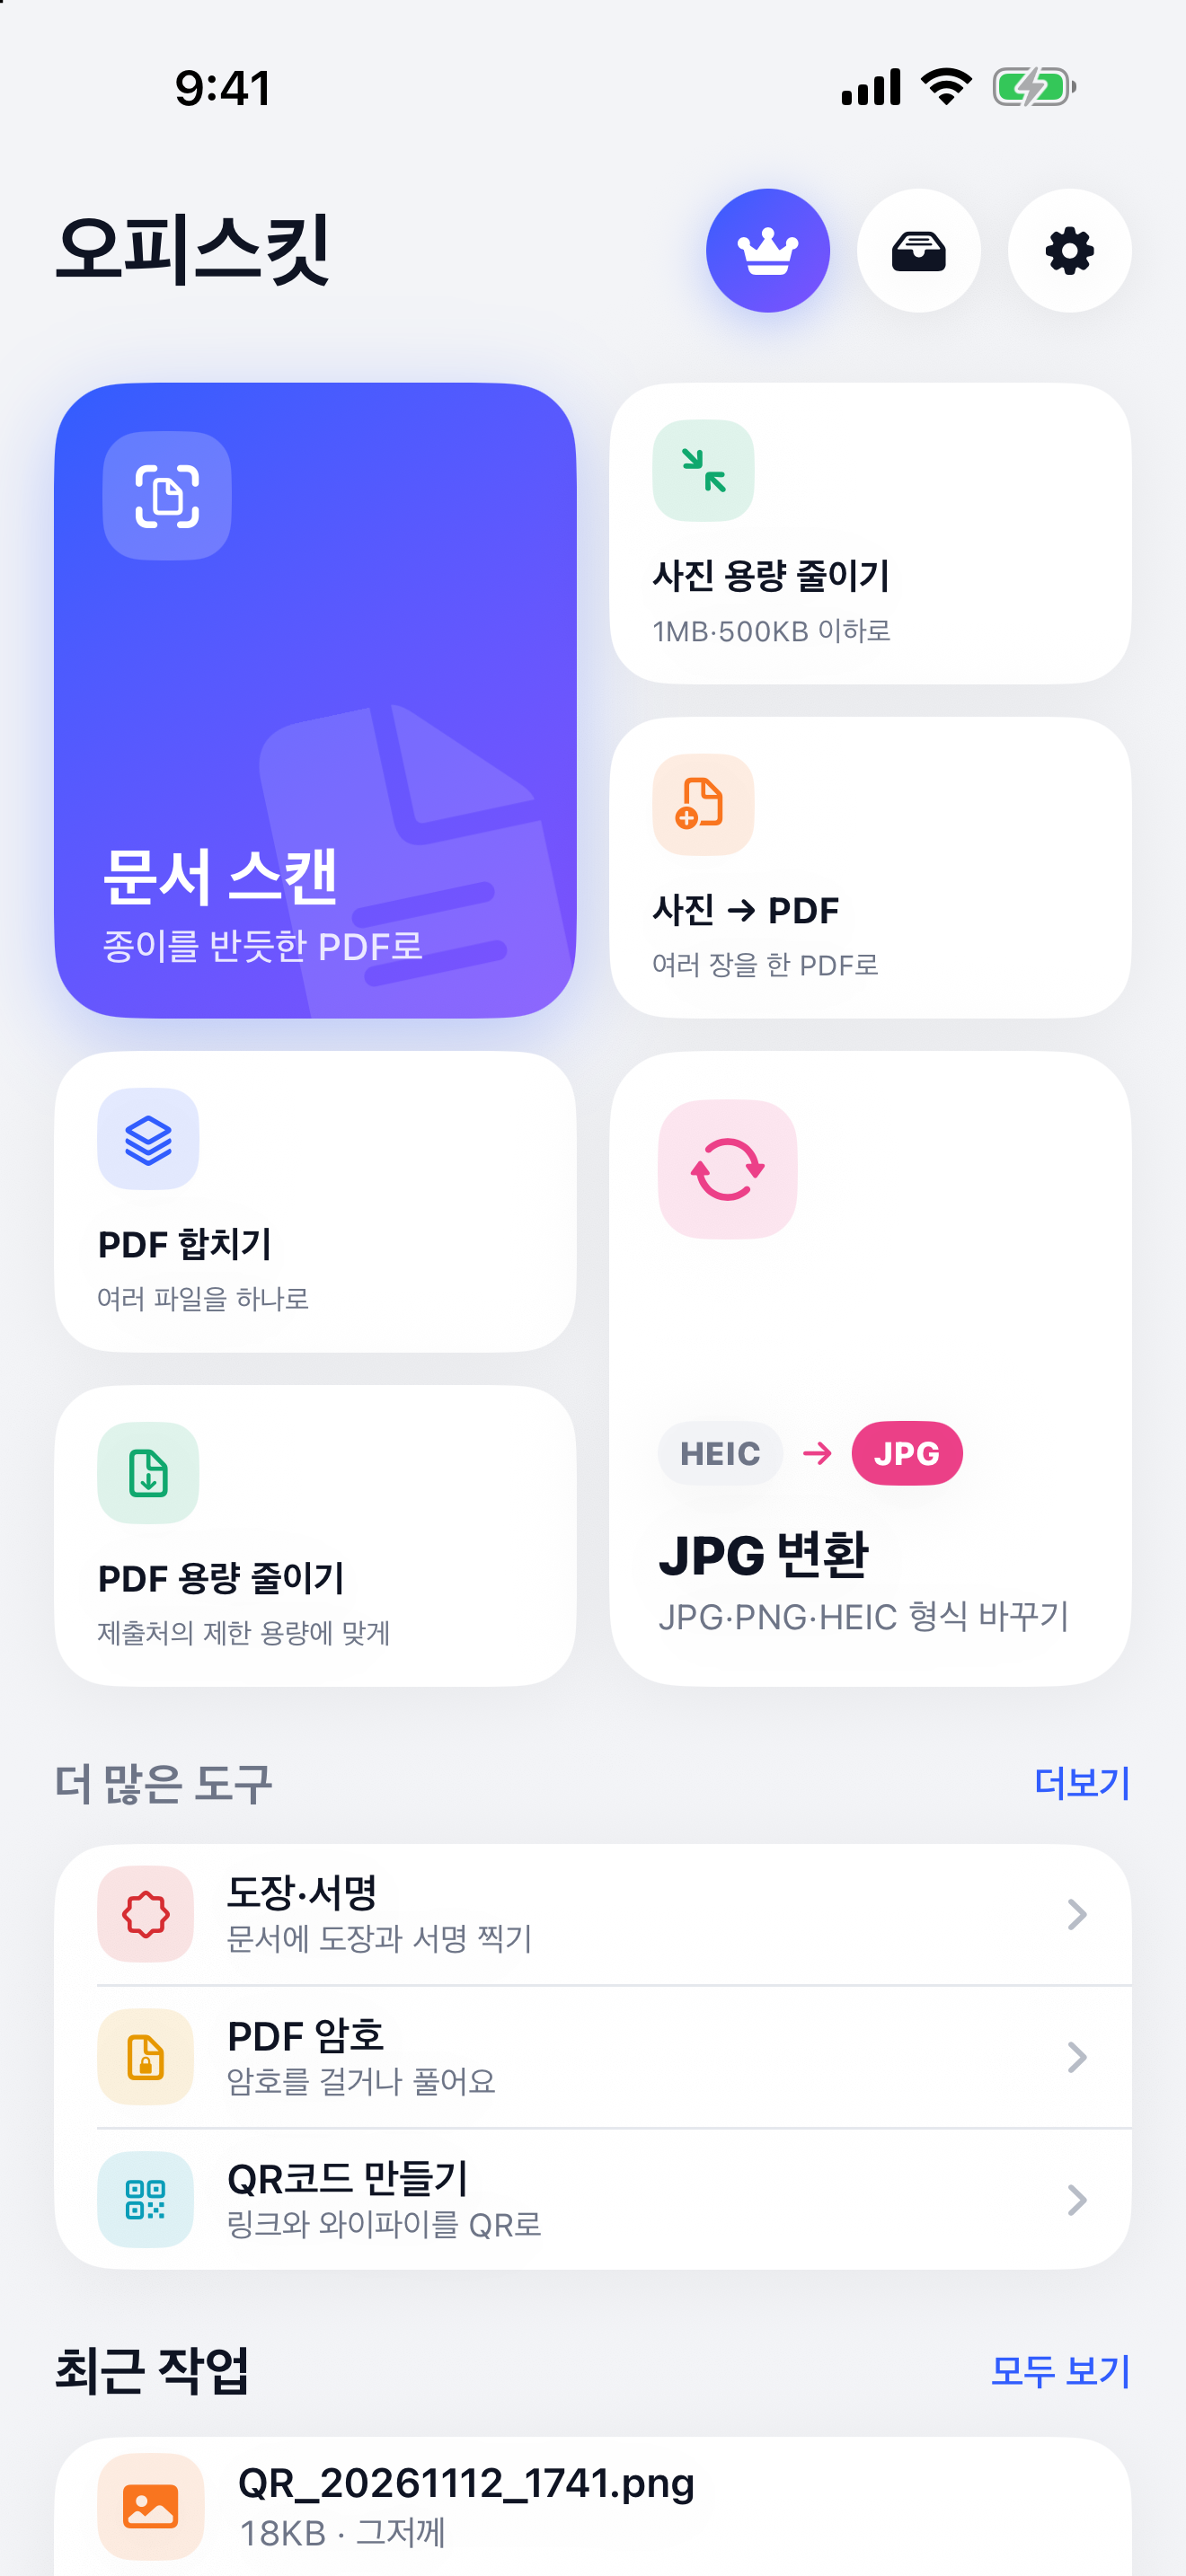 9:41
오피스킷
문서 스캔
종이를 반듯한 PDF로
사진 용량 줄이기
1MB·500KB 이하로
사진 → PDF
여러 장을 한 PDF로
PDF 합치기
여러 파일을 하나로
PDF 용량 줄이기
제출처의 제한 용량에 맞게
HEIC → JPG
JPG 변환
JPG·PNG·HEIC 형식 바꾸기
더 많은 도구
더보기
도장·서명
문서에 도장과 서명 찍기
PDF 암호
암호를 걸거나 풀어요
QR코드 만들기
링크와 와이파이를 QR로
최근 작업
모두 보기
QR_20261112_1741.png
18KB · 그저께